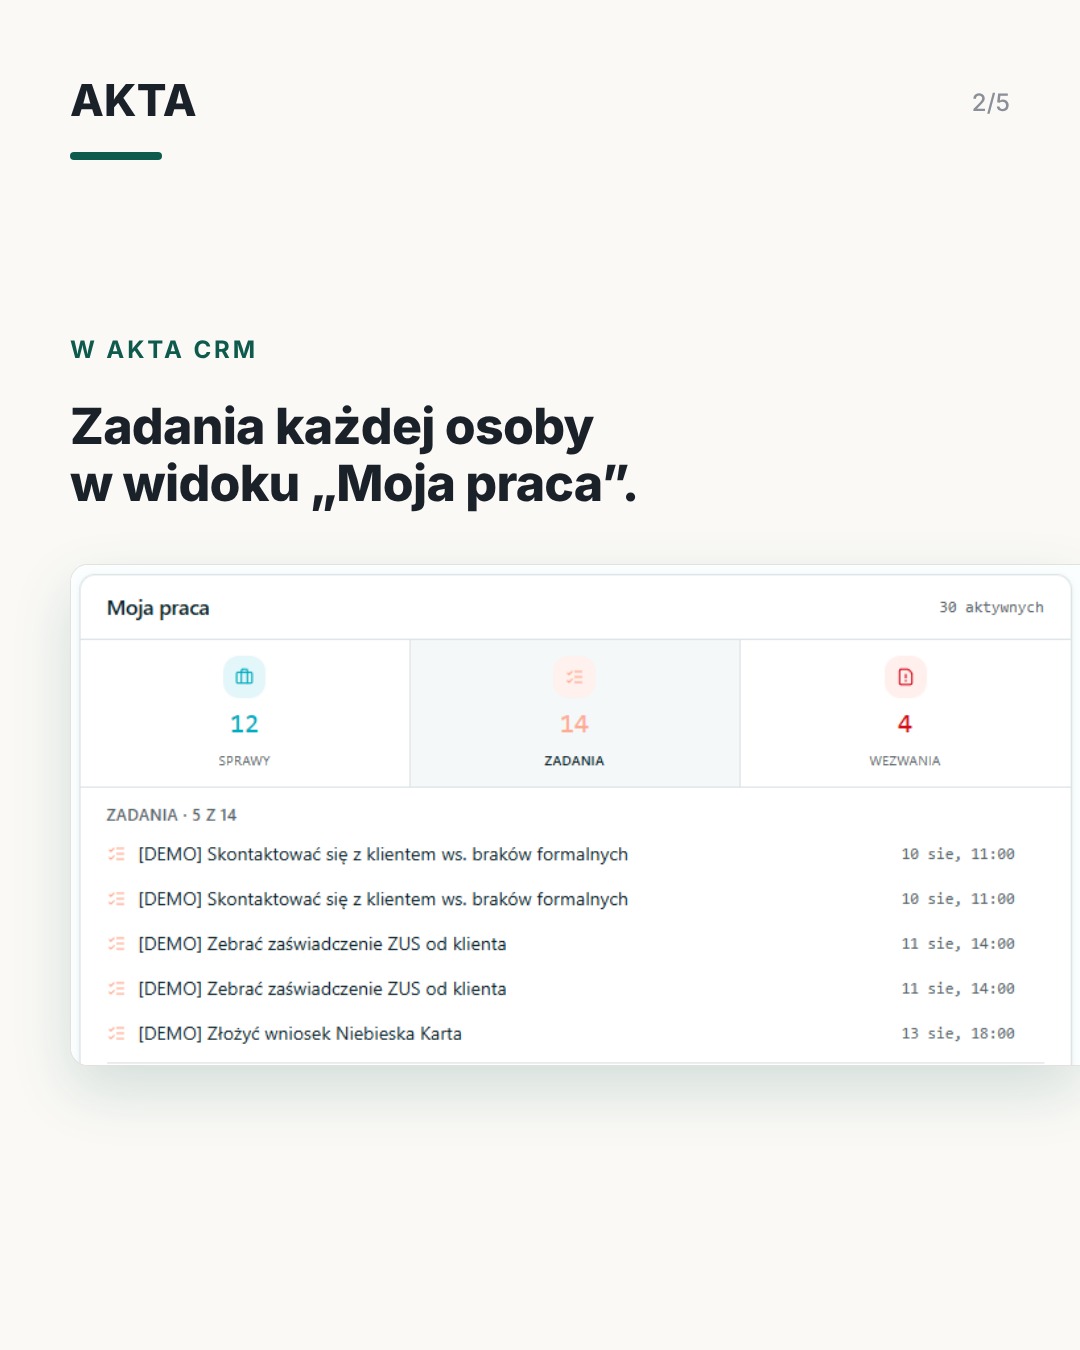 AKTA
2/5
W AKTA CRM
Zadania każdej osoby
w widoku „Moja praca”.
Moja praca
30 aktywnych
12
14
4
SPRAWY
ZADANIA
WEZWANIA
ZADANIA · 5 Z 14
[DEMO] Skontaktować się z klientem ws. braków formalnych 10 sie, 11:00
[DEMO] Skontaktować się z klientem ws. braków formalnych 10 sie, 11:00
[DEMO] Zebrać zaświadczenie ZUS od klienta 11 sie, 14:00
[DEMO] Zebrać zaświadczenie ZUS od klienta 11 sie, 14:00
[DEMO] Złożyć wniosek Niebieska Karta 13 sie, 18:00